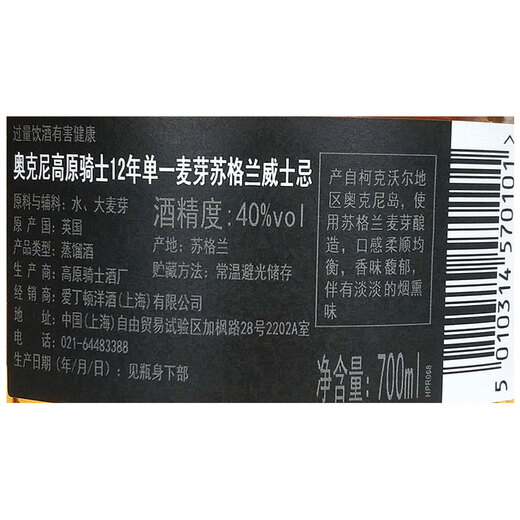 过量饮酒有害健康
奥克尼高原骑士12年单一麦芽苏格兰威士忌
原料与辅料：水、大麦芽
原产国：英国
产品类型：蒸馏酒
生产商：高原骑士酒厂
经销商：爱丁顿洋酒(上海)有限公司
地址：中国(上海)自由贸易试验区加枫路28号2202A室
电话：021-64483388
生产日期（年/月/日）：见瓶身下部
酒精度:40%vol
产地：苏格兰
贮藏方法：常温避光储存
产自柯克沃尔地
区奥克尼岛，使
用苏格兰麦芽酿
造，口感柔顺均
衡，香味馥郁，
伴有淡淡的烟熏
味
净含量:700ml
HPR068
5 010314 570101 >